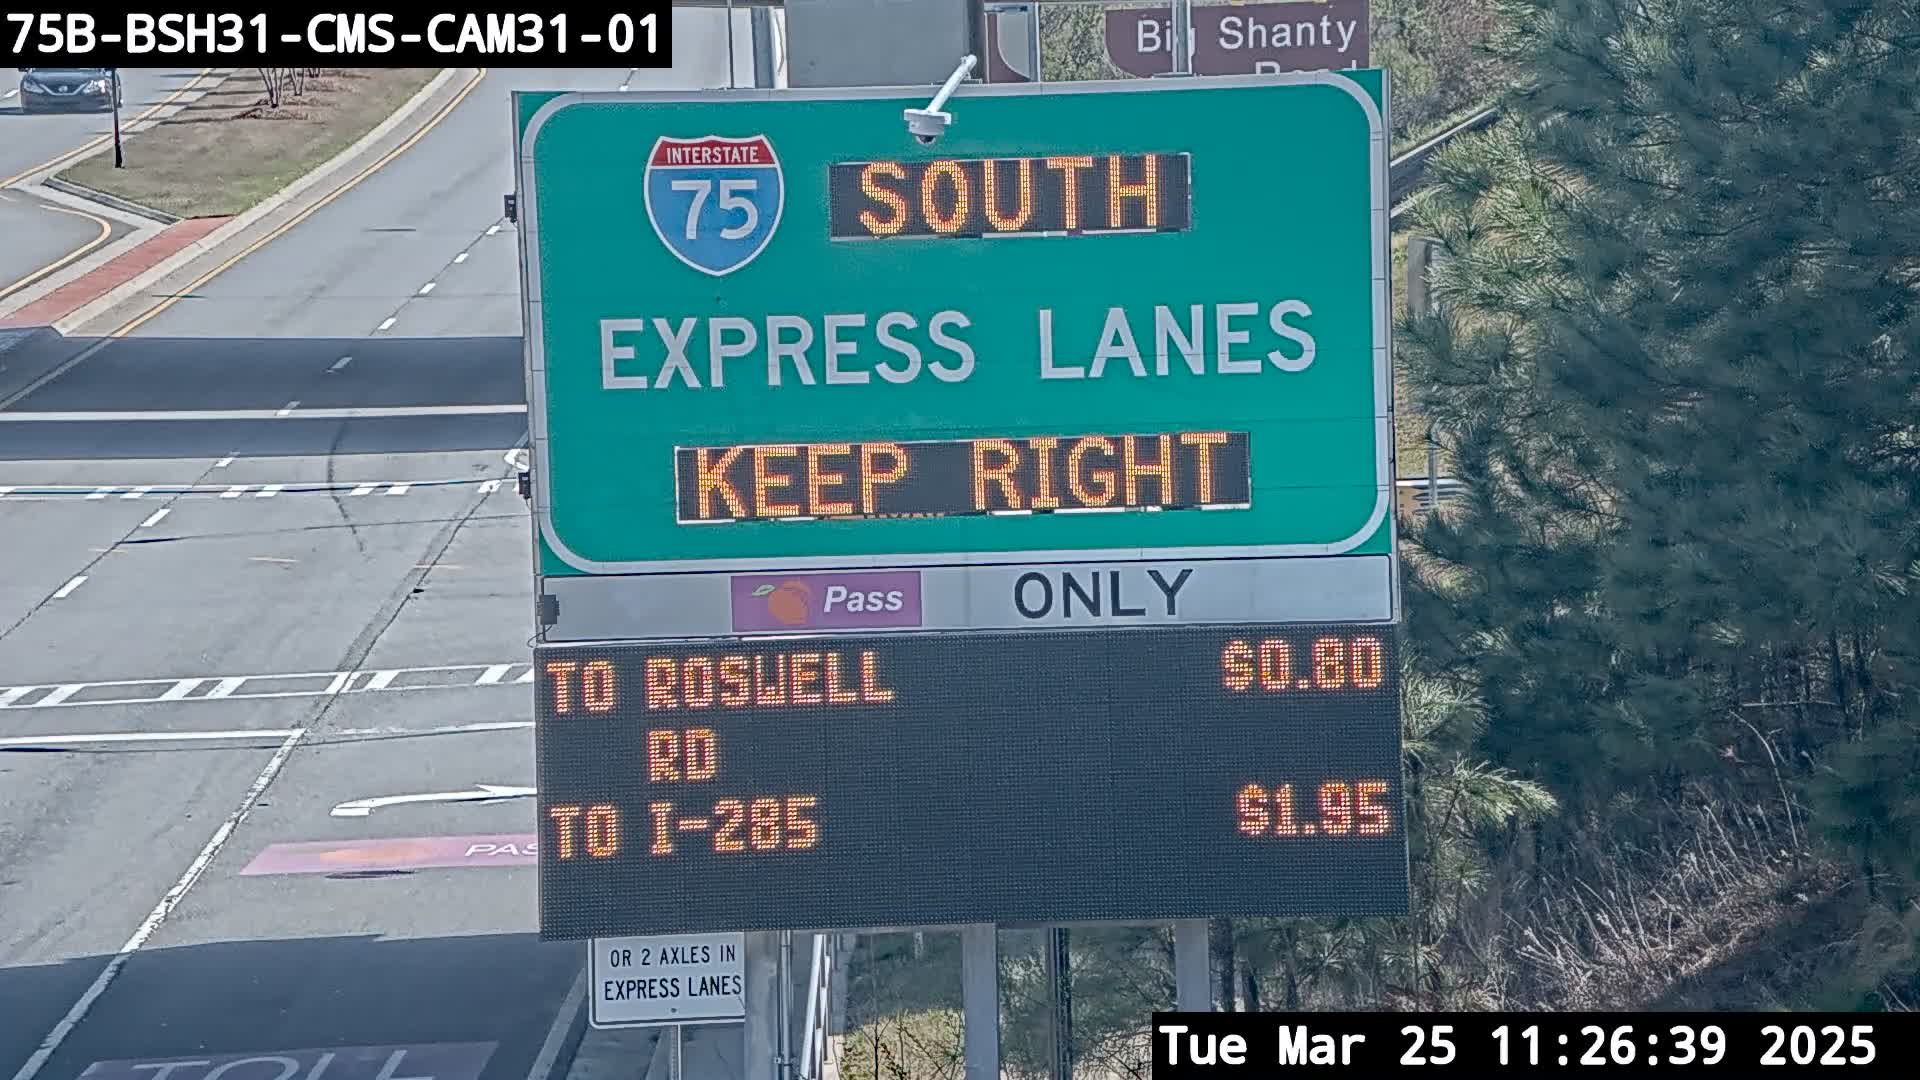 75B-BSH31-CMS-CAM31-01
Big Shanty
Road
INTERSTATE
75
SOUTH
EXPRESS LANES
KEEP RIGHT
Pass ONLY
TO ROSWELL $0.80
RD
TO I-285 $1.95
OR 2 AXLES IN
EXPRESS LANES
TOLL
Tue Mar 25 11:26:39 2025